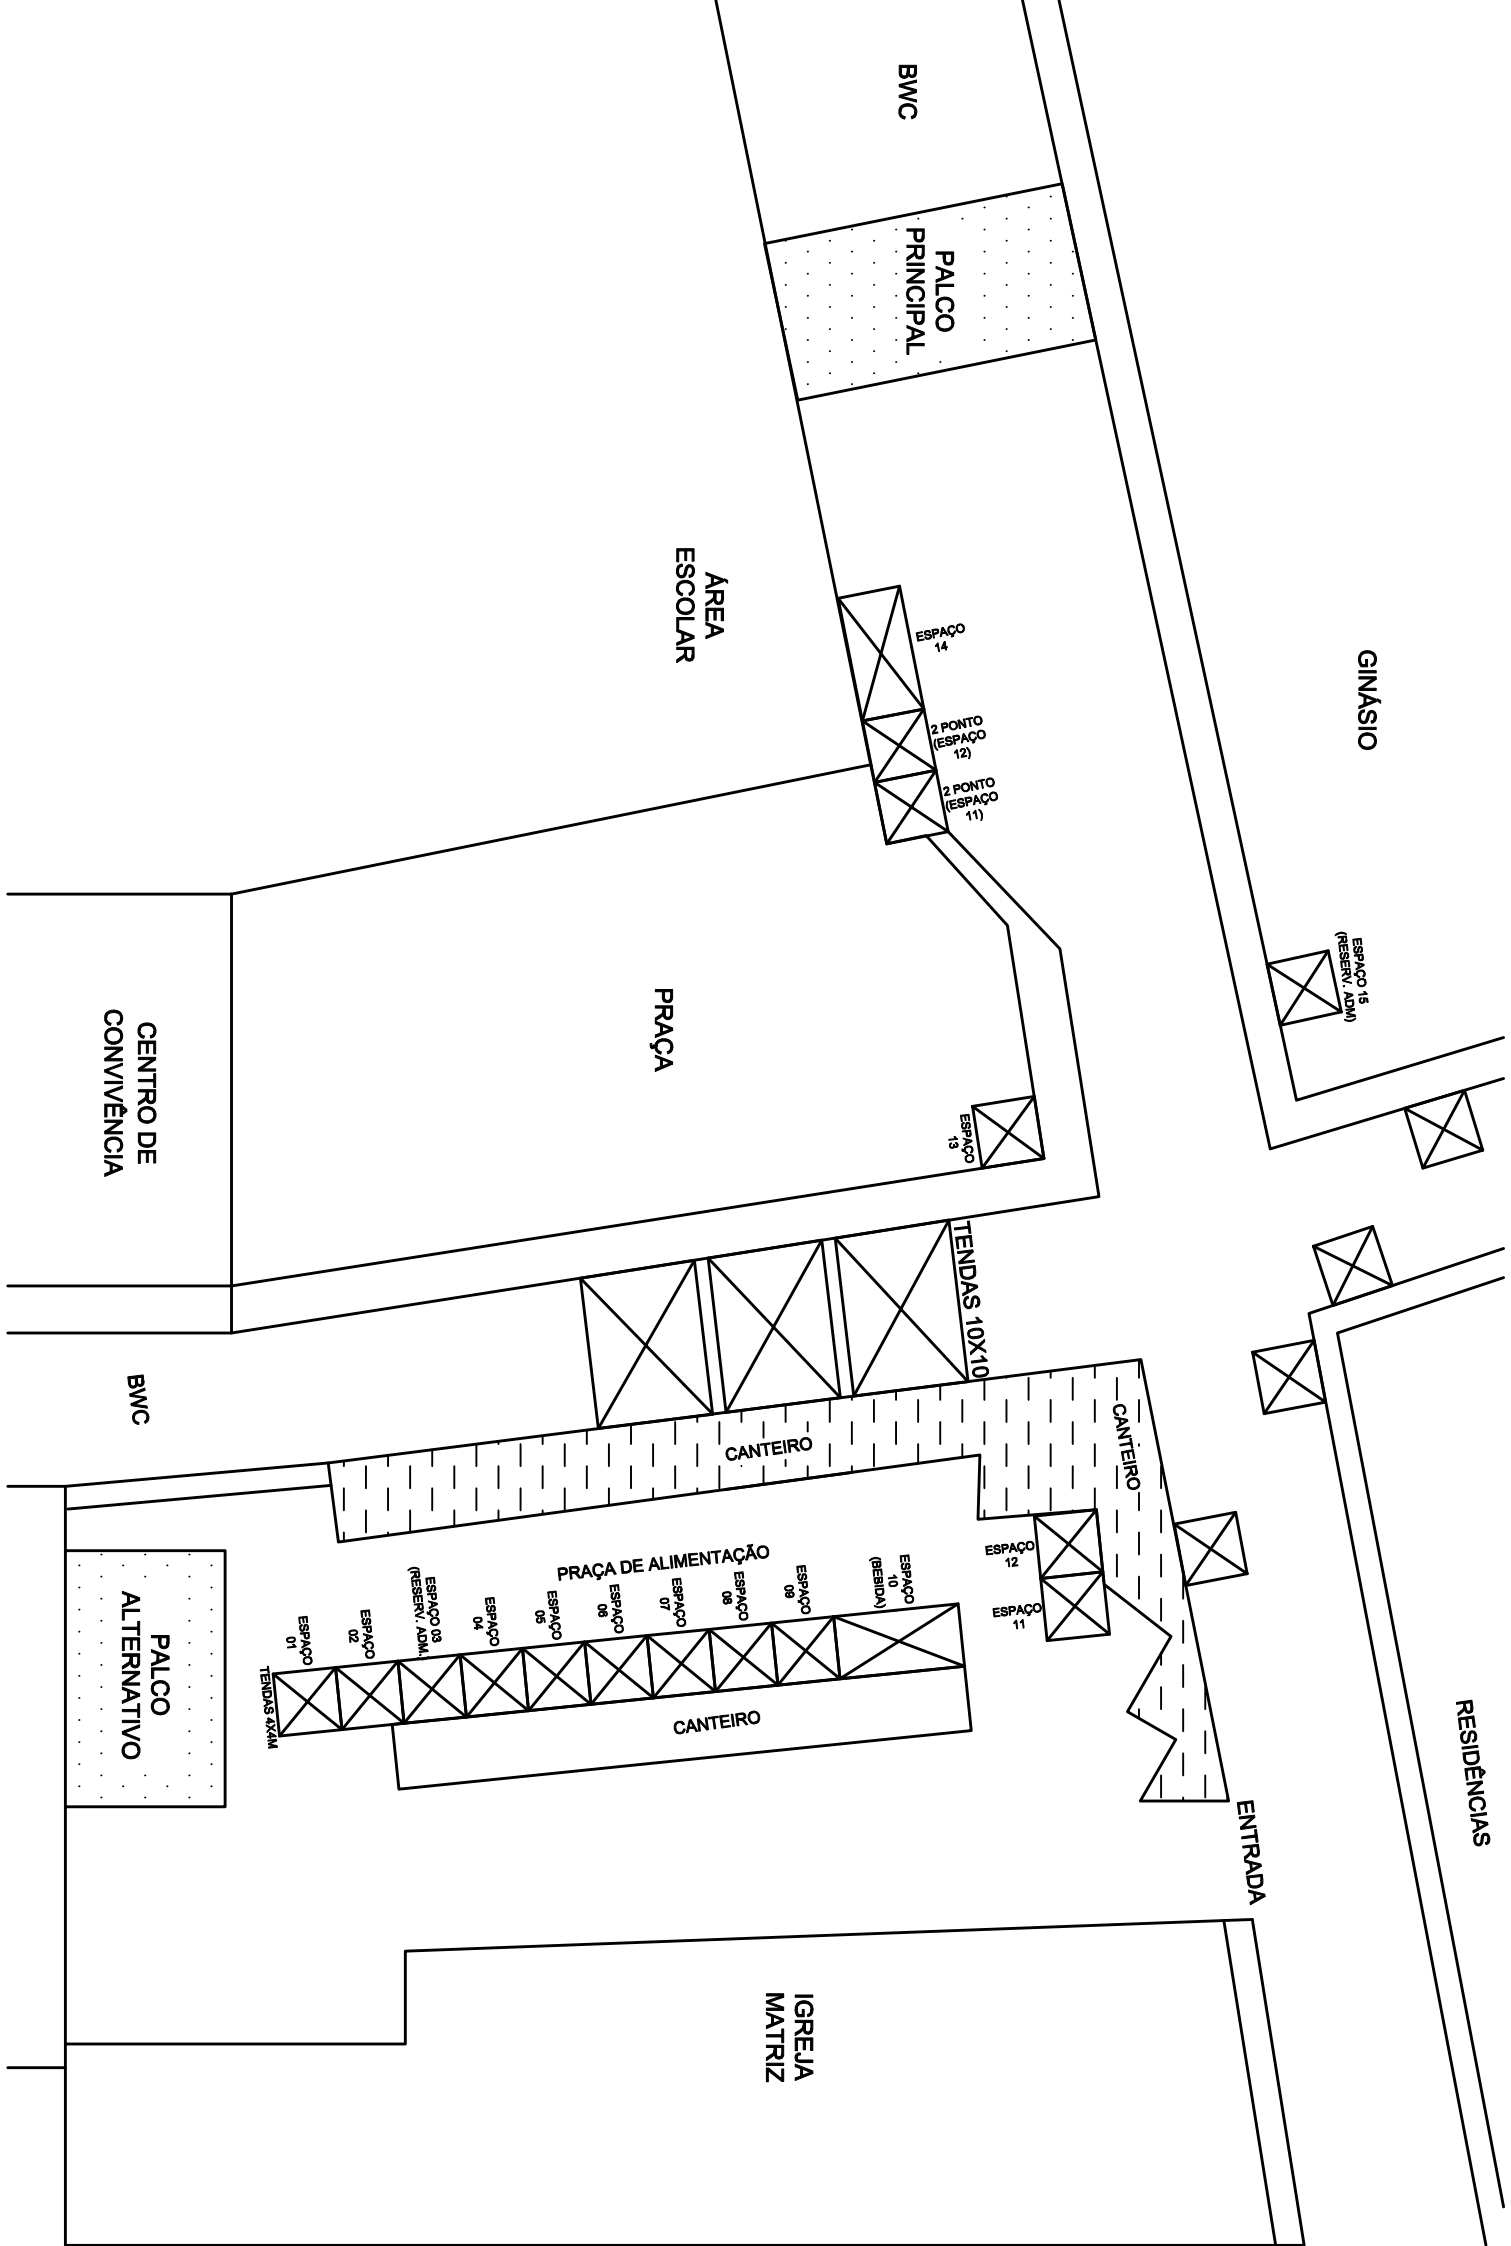 BWC
PALCO
PRINCIPAL
ÁREA
ESCOLAR
GINÁSIO
ESPAÇO
14
2 PONTO
(ESPAÇO
12)
2 PONTO
(ESPAÇO
11)
ESPAÇO 15
(RESERV. ADM)
PRAÇA
CENTRO DE
CONVIVÊNCIA
ESPAÇO
13
TENDAS 10X10
BWC
CANTEIRO
CANTEIRO
PRAÇA DE ALIMENTAÇÃO
ESPAÇO
12
ESPAÇO
11
ESPAÇO
01
ESPAÇO
02
ESPAÇO 03
(RESERV. ADM.
ESPAÇO
04
ESPAÇO
05
ESPAÇO
06
ESPAÇO
07
ESPAÇO
08
ESPAÇO
09
ESPAÇO
10
(BEBIDA)
TENDAS 4X4M
CANTEIRO
PALCO
ALTERNATIVO
ENTRADA
RESIDÊNCIAS
IGREJA
MATRIZ